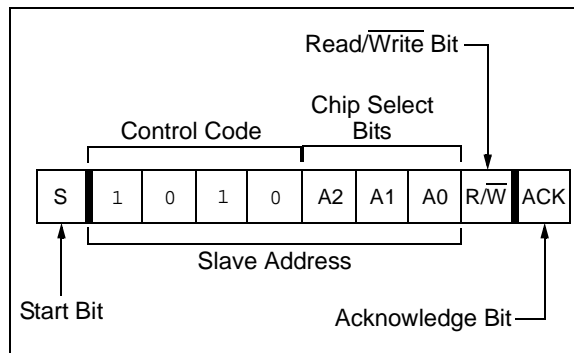 Read/Write Bit
Chip Select
Bits
Control Code
S 1 0 1 0 A2 A1 A0 R/W ACK
Slave Address
Start Bit
Acknowledge Bit